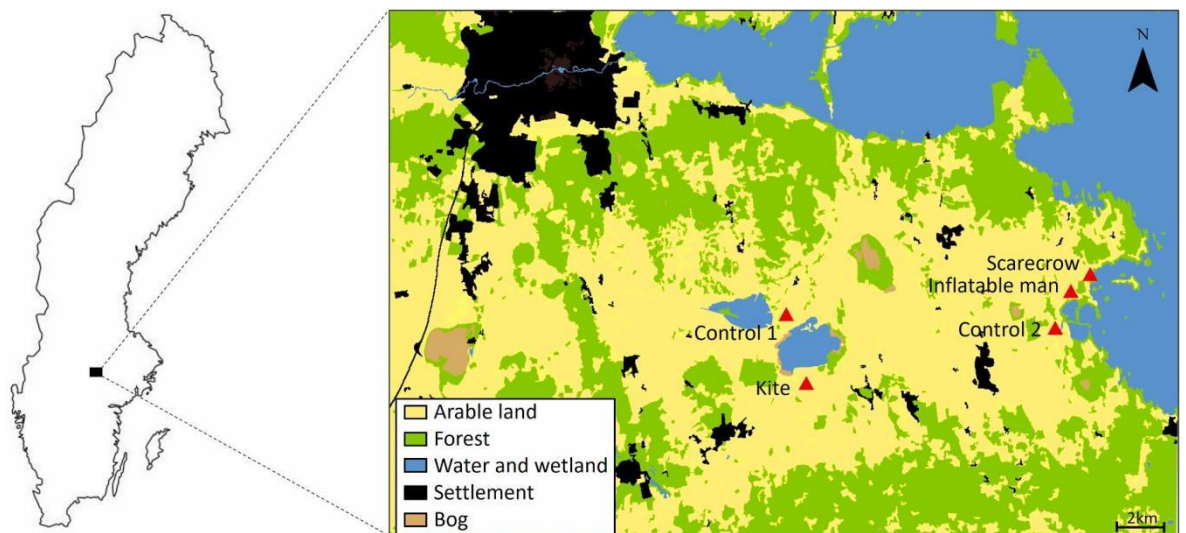 N
Scarecrow
Inflatable man
Control 1
Control 2
Kite
Arable land
Forest
Water and wetland
Settlement
Bog
2km